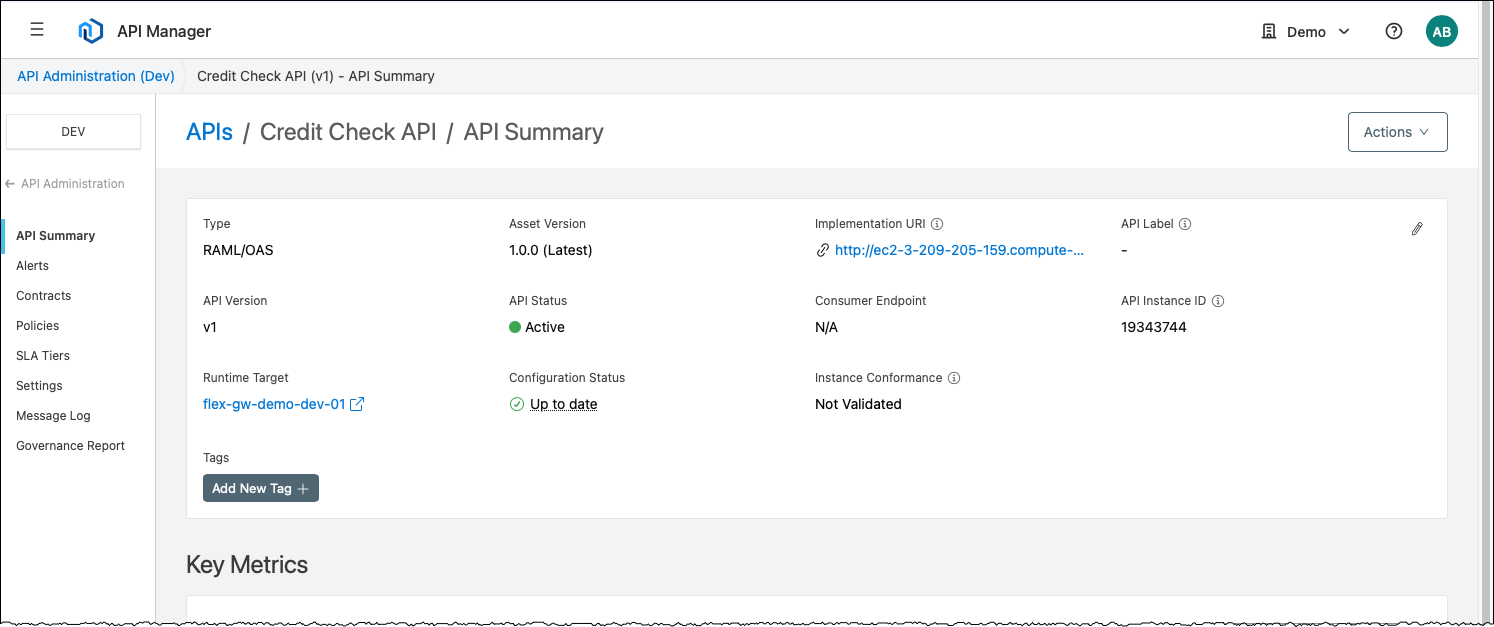 API Manager
Demo
AB
API Administration (Dev)
Credit Check API (v1) - API Summary
DEV
API Administration
API Summary
Alerts
Contracts
Policies
SLA Tiers
Settings
Message Log
Governance Report
APIs / Credit Check API / API Summary
Actions
Type
RAML/OAS
Asset Version
1.0.0 (Latest)
Implementation URI
http://ec2-3-209-205-159.compute-...
API Label
-
API Version
v1
API Status
Active
Consumer Endpoint
N/A
API Instance ID
19343744
Runtime Target
flex-gw-demo-dev-01
Configuration Status
Up to date
Instance Conformance
Not Validated
Tags
Add New Tag +
Key Metrics